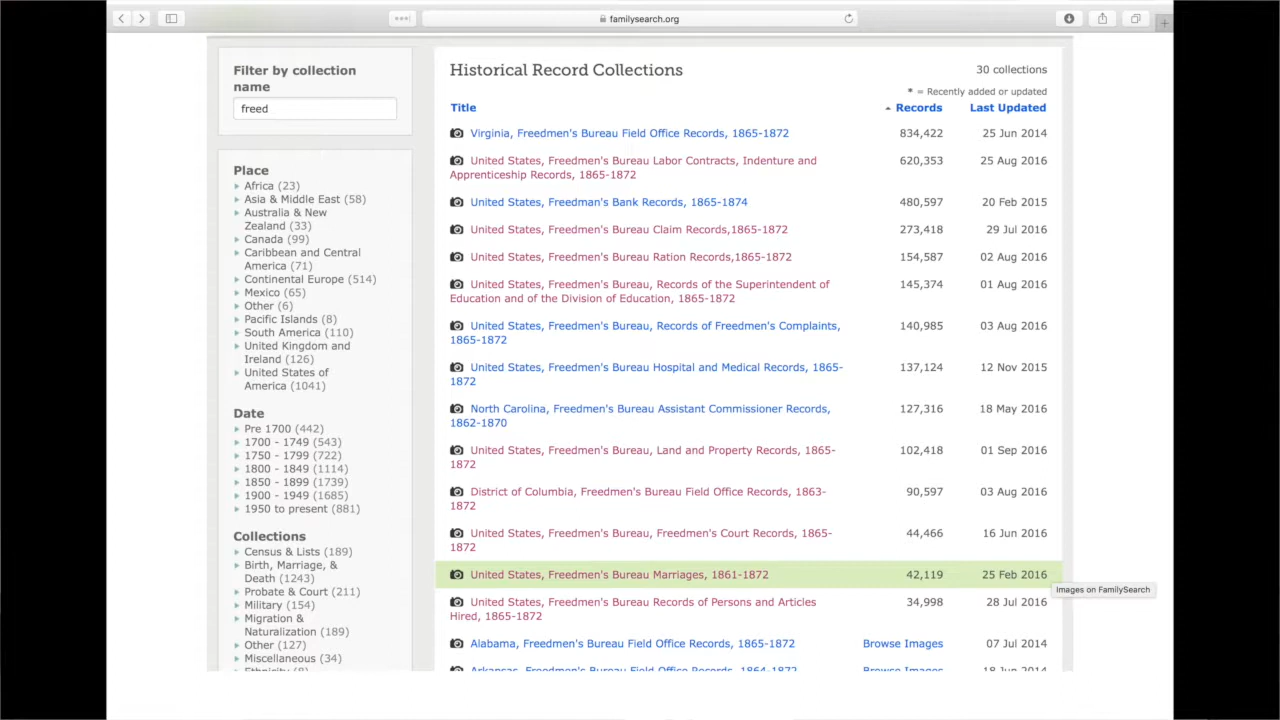 familysearch.org
Filter by collection
name
freed
Place
Africa (23)
Asia & Middle East (58)
Australia & New
Zealand (33)
Canada (99)
Caribbean and Central
America (71)
Continental Europe (514)
Mexico (65)
Other (6)
Pacific Islands (8)
South America (110)
United Kingdom and
Ireland (126)
United States of
America (1041)
Date
Pre 1700 (442)
1700 - 1749 (543)
1750 - 1799 (722)
1800 - 1849 (1114)
1850 - 1899 (1739)
1900 - 1949 (1685)
1950 to present (881)
Collections
Census & Lists (189)
Birth, Marriage, &
Death (1243)
Probate & Court (211)
Military (154)
Migration &
Naturalization (189)
Other (127)
Miscellaneous (34)
Historical Record Collections 30 collections
* = Recently added or updated
Title Records Last Updated
Virginia, Freedmen's Bureau Field Office Records, 1865-1872 834,422 25 Jun 2014
United States, Freedmen's Bureau Labor Contracts, Indenture and 620,353 25 Aug 2016
Apprenticeship Records, 1865-1872
United States, Freedman's Bank Records, 1865-1874 480,597 20 Feb 2015
United States, Freedmen's Bureau Claim Records,1865-1872 273,418 29 Jul 2016
United States, Freedmen's Bureau Ration Records,1865-1872 154,587 02 Aug 2016
United States, Freedmen's Bureau, Records of the Superintendent of 145,374 01 Aug 2016
Education and of the Division of Education, 1865-1872
United States, Freedmen's Bureau, Records of Freedmen's Complaints, 140,985 03 Aug 2016
1865-1872
United States, Freedmen's Bureau Hospital and Medical Records, 1865- 137,124 12 Nov 2015
1872
North Carolina, Freedmen's Bureau Assistant Commissioner Records, 127,316 18 May 2016
1862-1870
United States, Freedmen's Bureau, Land and Property Records, 1865- 102,418 01 Sep 2016
1872
District of Columbia, Freedmen's Bureau Field Office Records, 1863- 90,597 03 Aug 2016
1872
United States, Freedmen's Bureau, Freedmen's Court Records, 1865- 44,466 16 Jun 2016
1872
United States, Freedmen's Bureau Marriages, 1861-1872 42,119 25 Feb 2016
Images on FamilySearch
United States, Freedmen's Bureau Records of Persons and Articles 34,998 28 Jul 2016
Hired, 1865-1872
Alabama, Freedmen's Bureau Field Office Records, 1865-1872 Browse Images 07 Jul 2014
Arkansas, Freedmen's Bureau Field Office Records, 1864-1872 Browse Images 18 Jun 2014